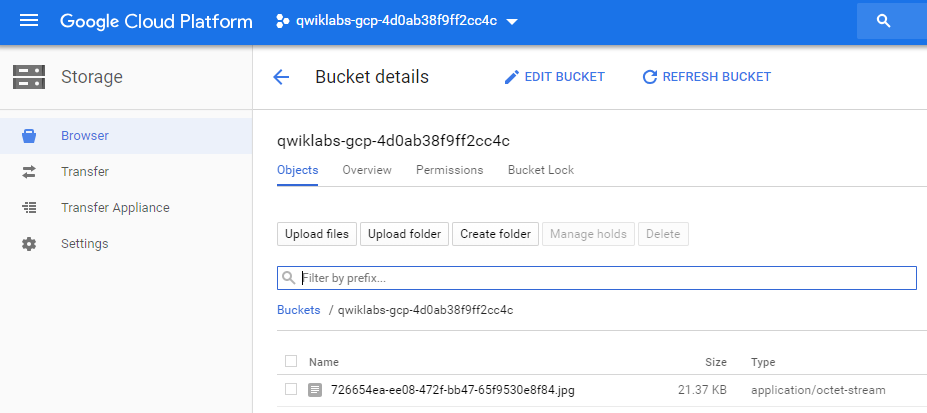 Google Cloud Platform qwiklabs-gcp-4d0ab38f9ff2cc4c
Storage
Bucket details EDIT BUCKET REFRESH BUCKET
Browser
Transfer
Transfer Appliance
Settings
qwiklabs-gcp-4d0ab38f9ff2cc4c
Objects Overview Permissions Bucket Lock
Upload files Upload folder Create folder Manage holds Delete
Filter by prefix...
Buckets / qwiklabs-gcp-4d0ab38f9ff2cc4c
Name Size Type
726654ea-ee08-472f-bb47-65f9530e8f84.jpg 21.37 KB application/octet-stream